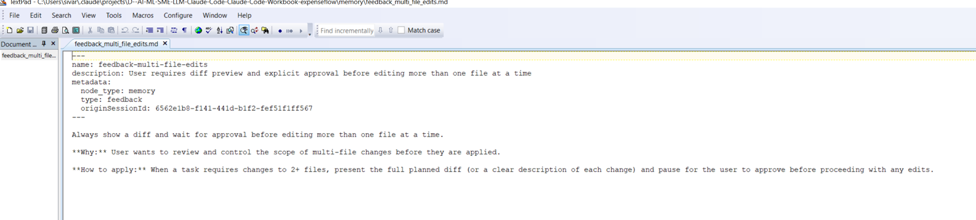 TextPad - C:\Users\sivar\.claude\projects\D--AI-ML-SME-LLM-Claude-Code-Claude-Code-Workbook-expenseflow\memory\feedback_multi_file_edits.md
File Edit Search View Tools Macros Configure Window Help
Find incrementally Match case
Document ...
feedback_multi_file_edits.md
feedback_multi_file...
---
name: feedback-multi-file-edits
description: User requires diff preview and explicit approval before editing more than one file at a time
metadata:
  node_type: memory
  type: feedback
  originSessionId: 6562e1b8-f141-441d-b1f2-fef51f1ff567
---
Always show a diff and wait for approval before editing more than one file at a time.
**Why:** User wants to review and control the scope of multi-file changes before they are applied.
**How to apply:** When a task requires changes to 2+ files, present the full planned diff (or a clear description of each change) and pause for the user to approve before proceeding with any edits.